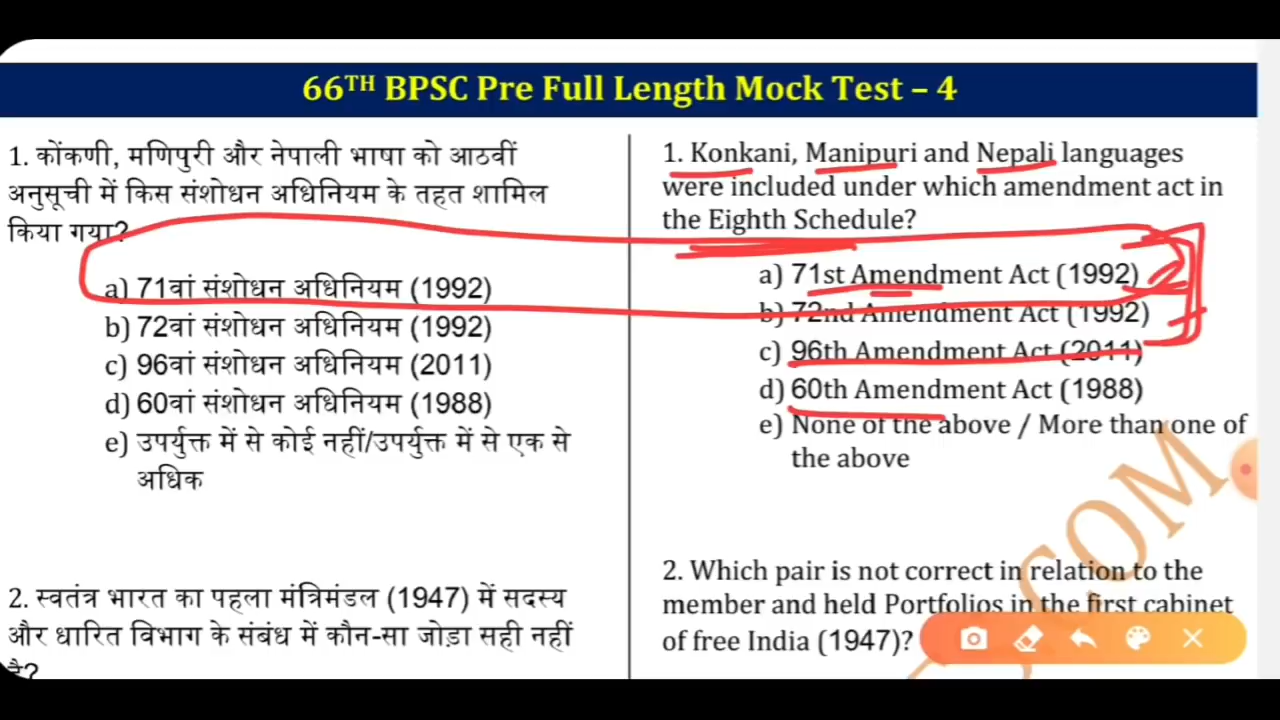 66TH BPSC Pre Full Length Mock Test – 4
1. कोंकणी, मणिपुरी और नेपाली भाषा को आठवीं
अनुसूची में किस संशोधन अधिनियम के तहत शामिल
किया गया?
a) 71वां संशोधन अधिनियम (1992)
b) 72वां संशोधन अधिनियम (1992)
c) 96वां संशोधन अधिनियम (2011)
d) 60वां संशोधन अधिनियम (1988)
e) उपर्युक्त में से कोई नहीं/उपर्युक्त में से एक से
अधिक
2. स्वतंत्र भारत का पहला मंत्रिमंडल (1947) में सदस्य
और धारित विभाग के संबंध में कौन-सा जोड़ा सही नहीं
है?
1. Konkani, Manipuri and Nepali languages
were included under which amendment act in
the Eighth Schedule?
a) 71st Amendment Act (1992)
b) 72nd Amendment Act (1992)
c) 96th Amendment Act (2011)
d) 60th Amendment Act (1988)
e) None of the above / More than one of
the above
2. Which pair is not correct in relation to the
member and held Portfolios in the first cabinet
of free India (1947)?
.COM